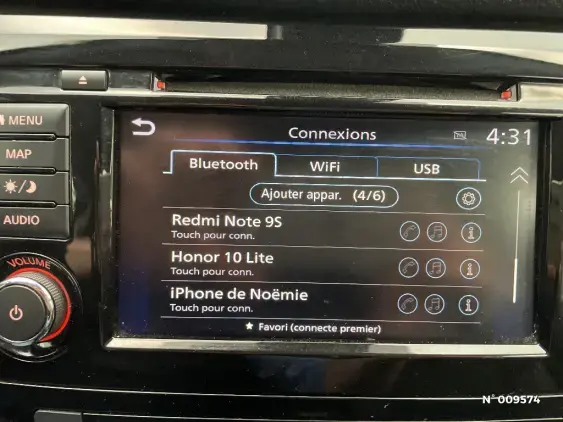 MENU
MAP
AUDIO
VOLUME
Connexions
4:31
Bluetooth WiFi USB
Ajouter appar. (4/6)
Redmi Note 9S
Touch pour conn.
Honor 10 Lite
Touch pour conn.
iPhone de Noëmie
Touch pour conn.
★ Favori (connecte premier)
N° 009574